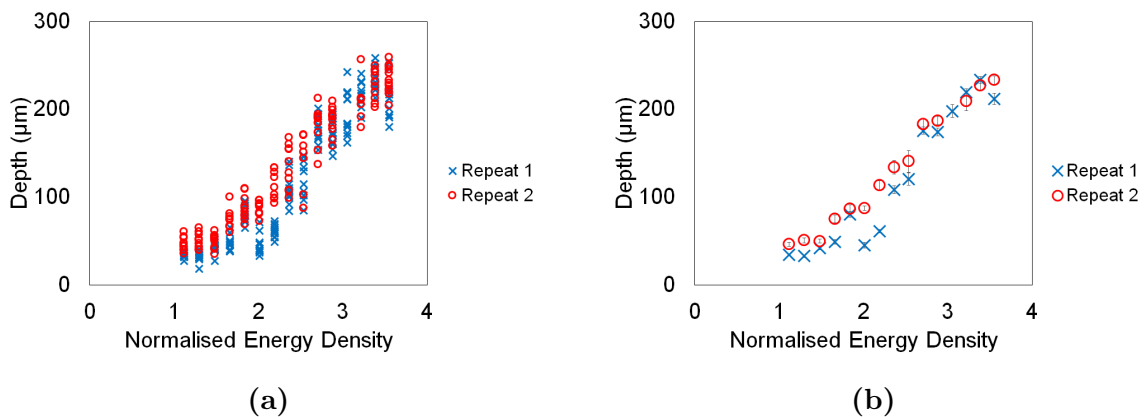 300
200
100
0
Depth (µm)
0 1 2 3 4
Normalised Energy Density
Repeat 1
Repeat 2
(a)
300
200
100
0
Depth (µm)
0 1 2 3 4
Normalised Energy Density
Repeat 1
Repeat 2
(b)